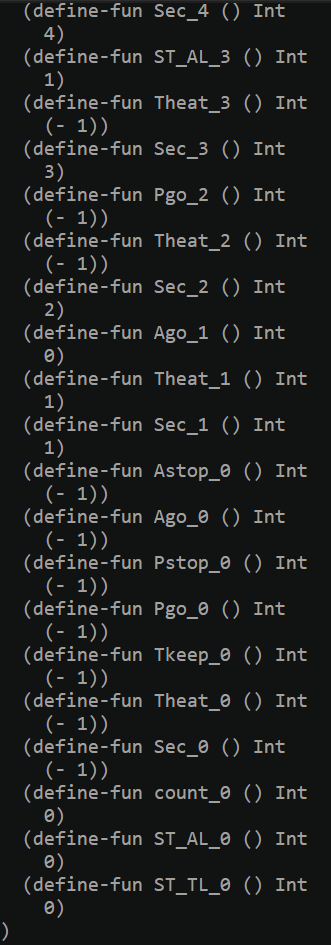 (define-fun Sec_4 () Int
4)
(define-fun ST_AL_3 () Int
1)
(define-fun Theat_3 () Int
(- 1))
(define-fun Sec_3 () Int
3)
(define-fun Pgo_2 () Int
(- 1))
(define-fun Theat_2 () Int
(- 1))
(define-fun Sec_2 () Int
2)
(define-fun Ago_1 () Int
0)
(define-fun Theat_1 () Int
1)
(define-fun Sec_1 () Int
1)
(define-fun Astop_0 () Int
(- 1))
(define-fun Ago_0 () Int
(- 1))
(define-fun Pstop_0 () Int
(- 1))
(define-fun Pgo_0 () Int
(- 1))
(define-fun Tkeep_0 () Int
(- 1))
(define-fun Theat_0 () Int
(- 1))
(define-fun Sec_0 () Int
(- 1))
(define-fun count_0 () Int
0)
(define-fun ST_AL_0 () Int
0)
(define-fun ST_TL_0 () Int
0)
)